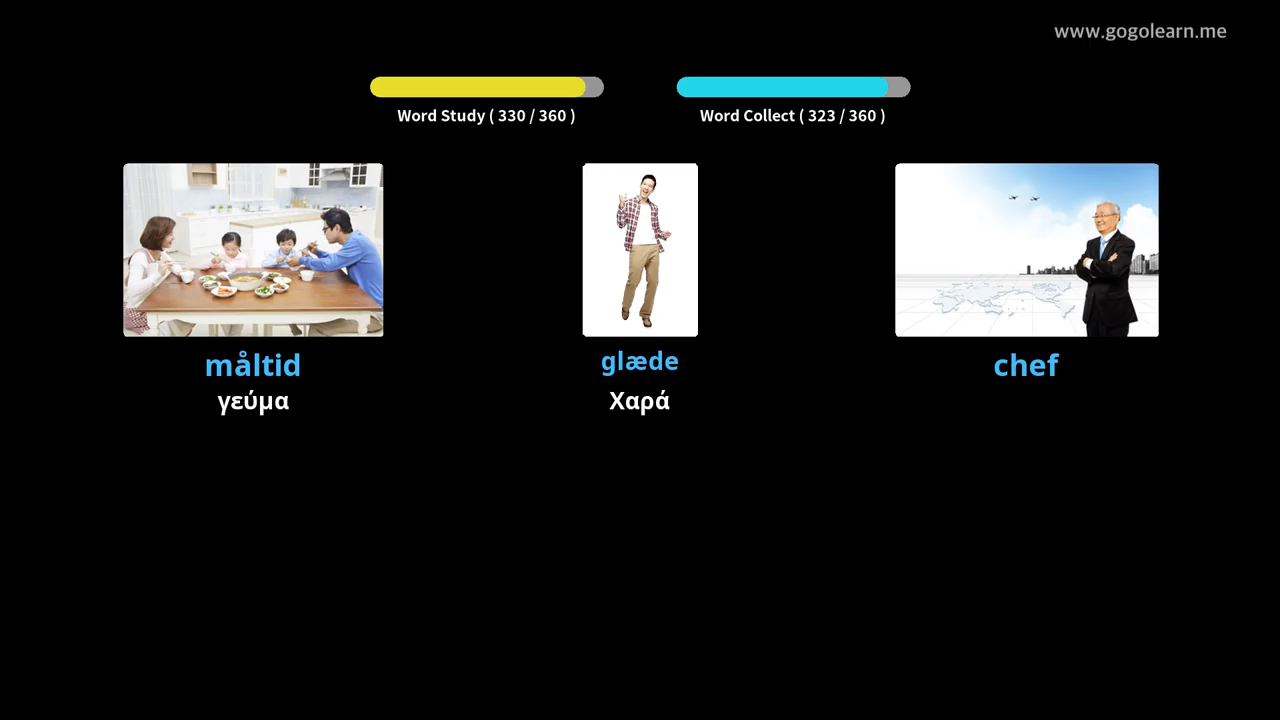 www.gogolearn.me
Word Study ( 330 / 360 )
Word Collect ( 323 / 360 )
måltid
γεύμα
glæde
Χαρά
chef